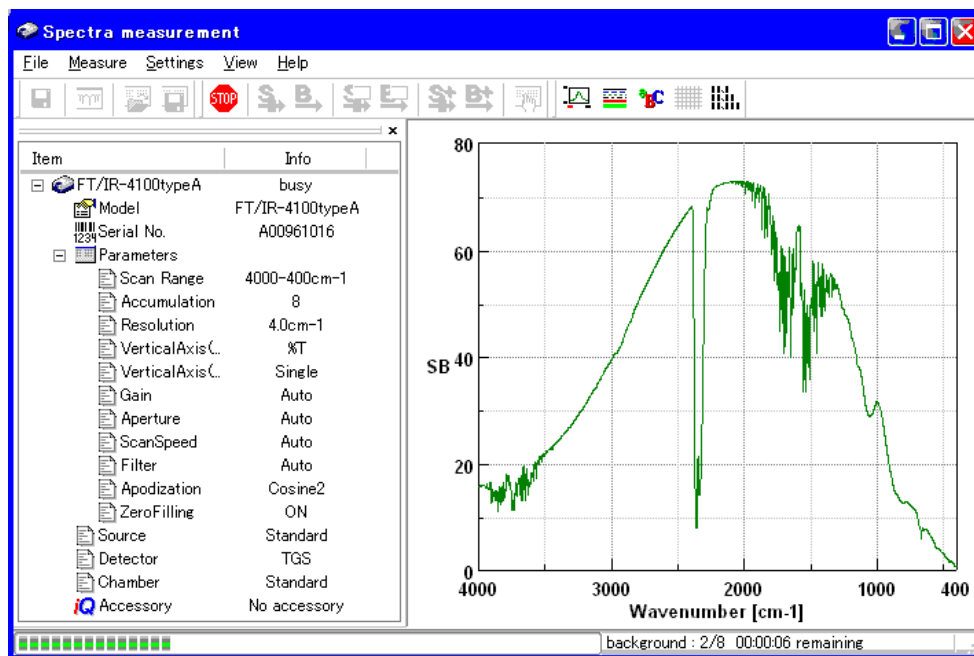 Spectra measurement
File Measure Settings View Help
STOP S B S E S+ B+ aBC
Item Info
FT/IR-4100typeA busy
Model FT/IR-4100typeA
1234 Serial No. A00961016
Parameters
Scan Range 4000-400cm-1
Accumulation 8
Resolution 4.0cm-1
VerticalAxis(.. %T
VerticalAxis(.. Single
Gain Auto
Aperture Auto
ScanSpeed Auto
Filter Auto
Apodization Cosine2
ZeroFilling ON
Source Standard
Detector TGS
Chamber Standard
iQ Accessory No accessory
80
60
SB 40
20
0
4000 3000 2000 1000 400
Wavenumber [cm-1]
background : 2/8 00:00:06 remaining